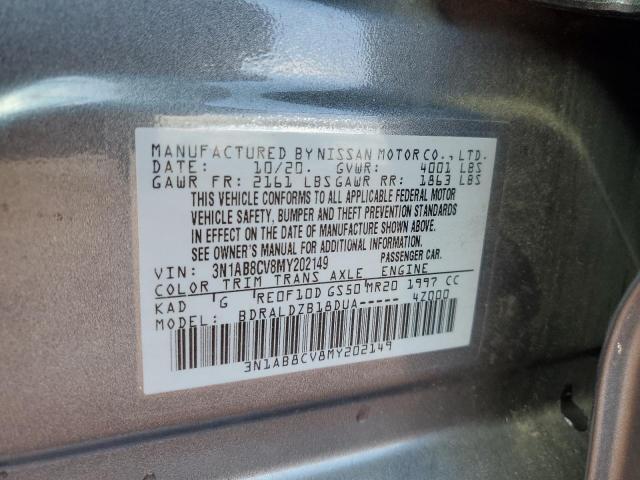 MANUFACTURED BY NISSAN MOTOR CO., LTD.
DATE: 10/20. GVWR: 4001 LBS
GAWR FR: 2161 LBS GAWR RR: 1863 LBS
THIS VEHICLE CONFORMS TO ALL APPLICABLE FEDERAL MOTOR
VEHICLE SAFETY, BUMPER AND THEFT PREVENTION STANDARDS
IN EFFECT ON THE DATE OF MANUFACTURE SHOWN ABOVE.
SEE OWNER'S MANUAL FOR ADDITIONAL INFORMATION.
VIN: 3N1AB8CV8MY202149 PASSENGER CAR.
COLOR TRIM TRANS AXLE ENGINE
KAD G RE0F10D GS50 MR20 1997 CC
MODEL: BDRALDZB18DUA----- 4Z000
3N1AB8CV8MY202149